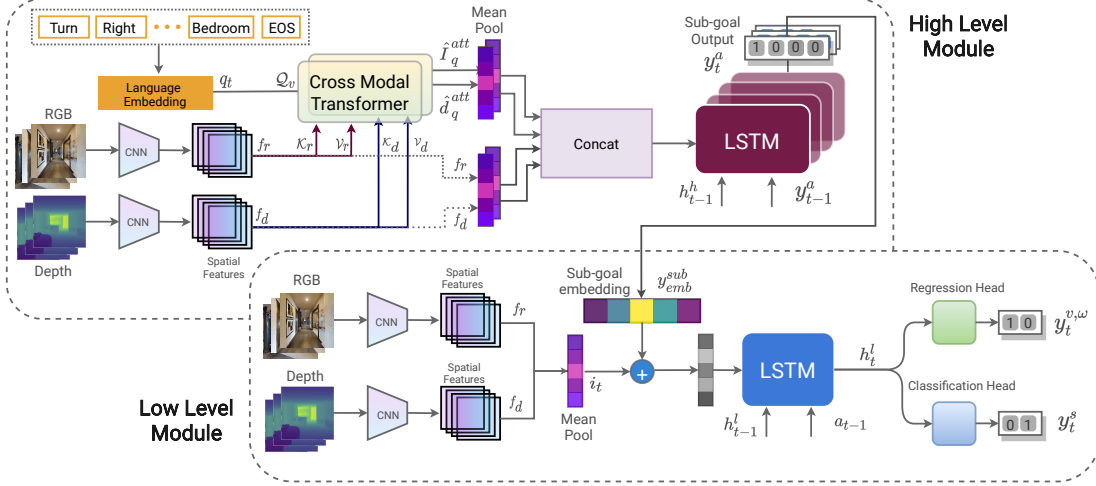 Turn Right ••• Bedroom EOS
Language
Embedding
q_t
Q_v
Cross Modal
Transformer
Î_q^{att}
d̂_q^{att}
Mean
Pool
RGB
CNN
f_r
K_r V_r K_d V_d
f_r
Depth
CNN
f_d
f_d
Spatial
Features
Concat
Sub-goal
Output
1 0 0 0
y_t^a
LSTM
h_{t-1}^h
y_{t-1}^a
High Level
Module
Low Level
Module
RGB
CNN
Spatial
Features
f_r
Depth
CNN
Spatial
Features
f_d
Mean
Pool
i_t
Sub-goal
embedding
y_{emb}^{sub}
+
LSTM
h_{t-1}^l
a_{t-1}
h_t^l
Regression Head
1 0
y_t^{v,ω}
Classification Head
0 1
y_t^s